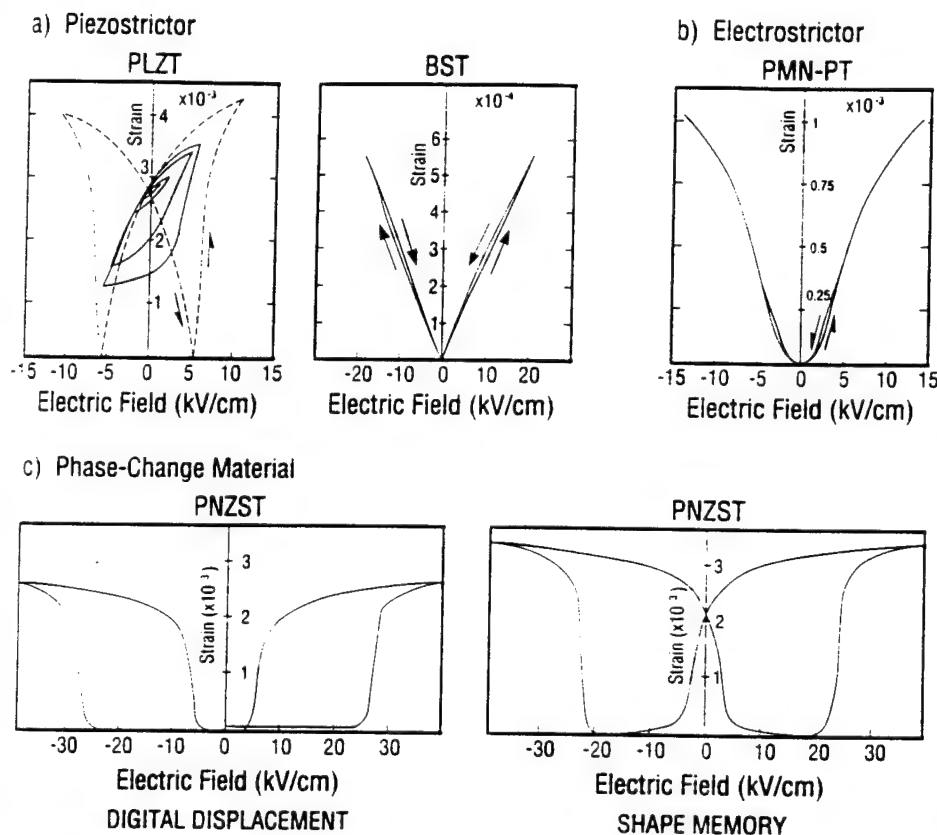 a) Piezostrictor
b) Electrostrictor
PLZT
BST
PMN-PT
x10⁻³
Strain
4
3
2
1
-15 -10 -5 0 5 10 15
Electric Field (kV/cm)
x10⁻⁴
Strain
6
5
4
3
2
1
-20 -10 0 10 20
Electric Field (kV/cm)
x10⁻³
Strain
1
0.75
0.5
0.25
-15 -10 -5 0 5 10 15
Electric Field (kV/cm)
c) Phase-Change Material
PNZST
PNZST
Strain (x10⁻³)
3
2
1
-30 -20 -10 0 10 20 30
Electric Field (kV/cm)
DIGITAL DISPLACEMENT
Strain (x10⁻³)
3
2
1
-30 -20 -10 0 10 20 30
Electric Field (kV/cm)
SHAPE MEMORY